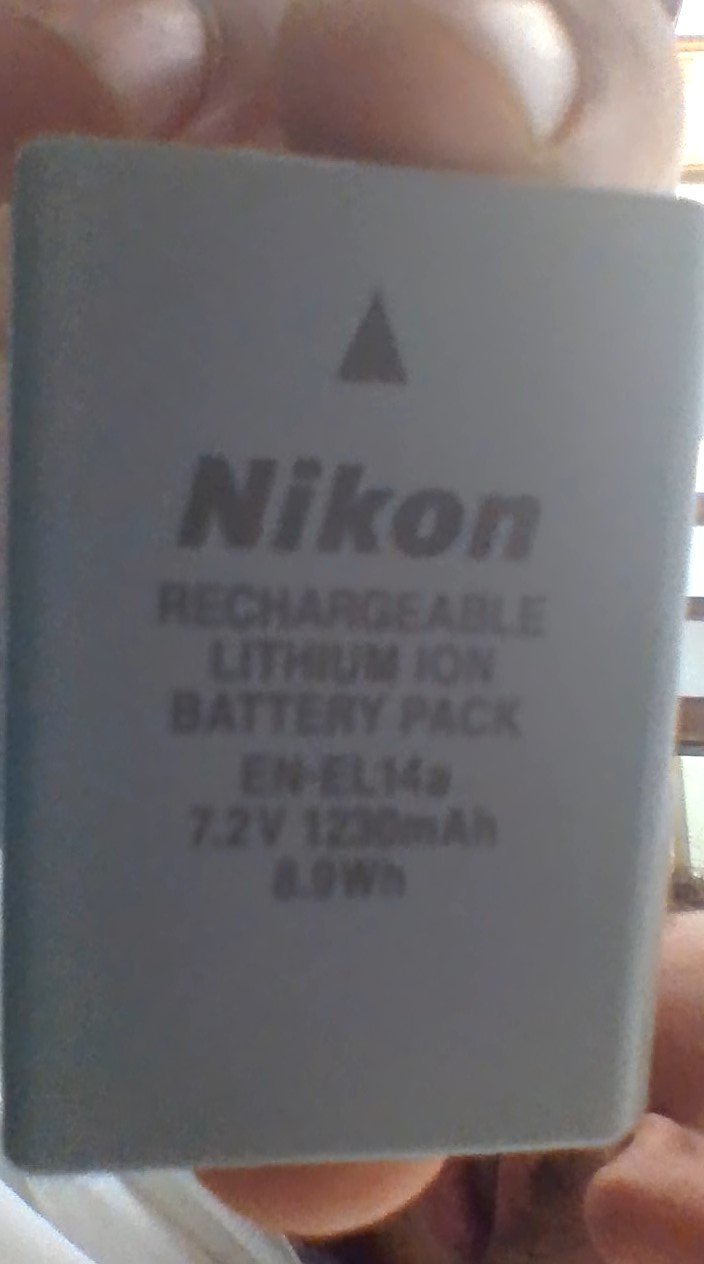 Nikon
RECHARGEABLE
LITHIUM ION
BATTERY PACK
EN-EL14a
7.2V 1230mAh
8.9Wh